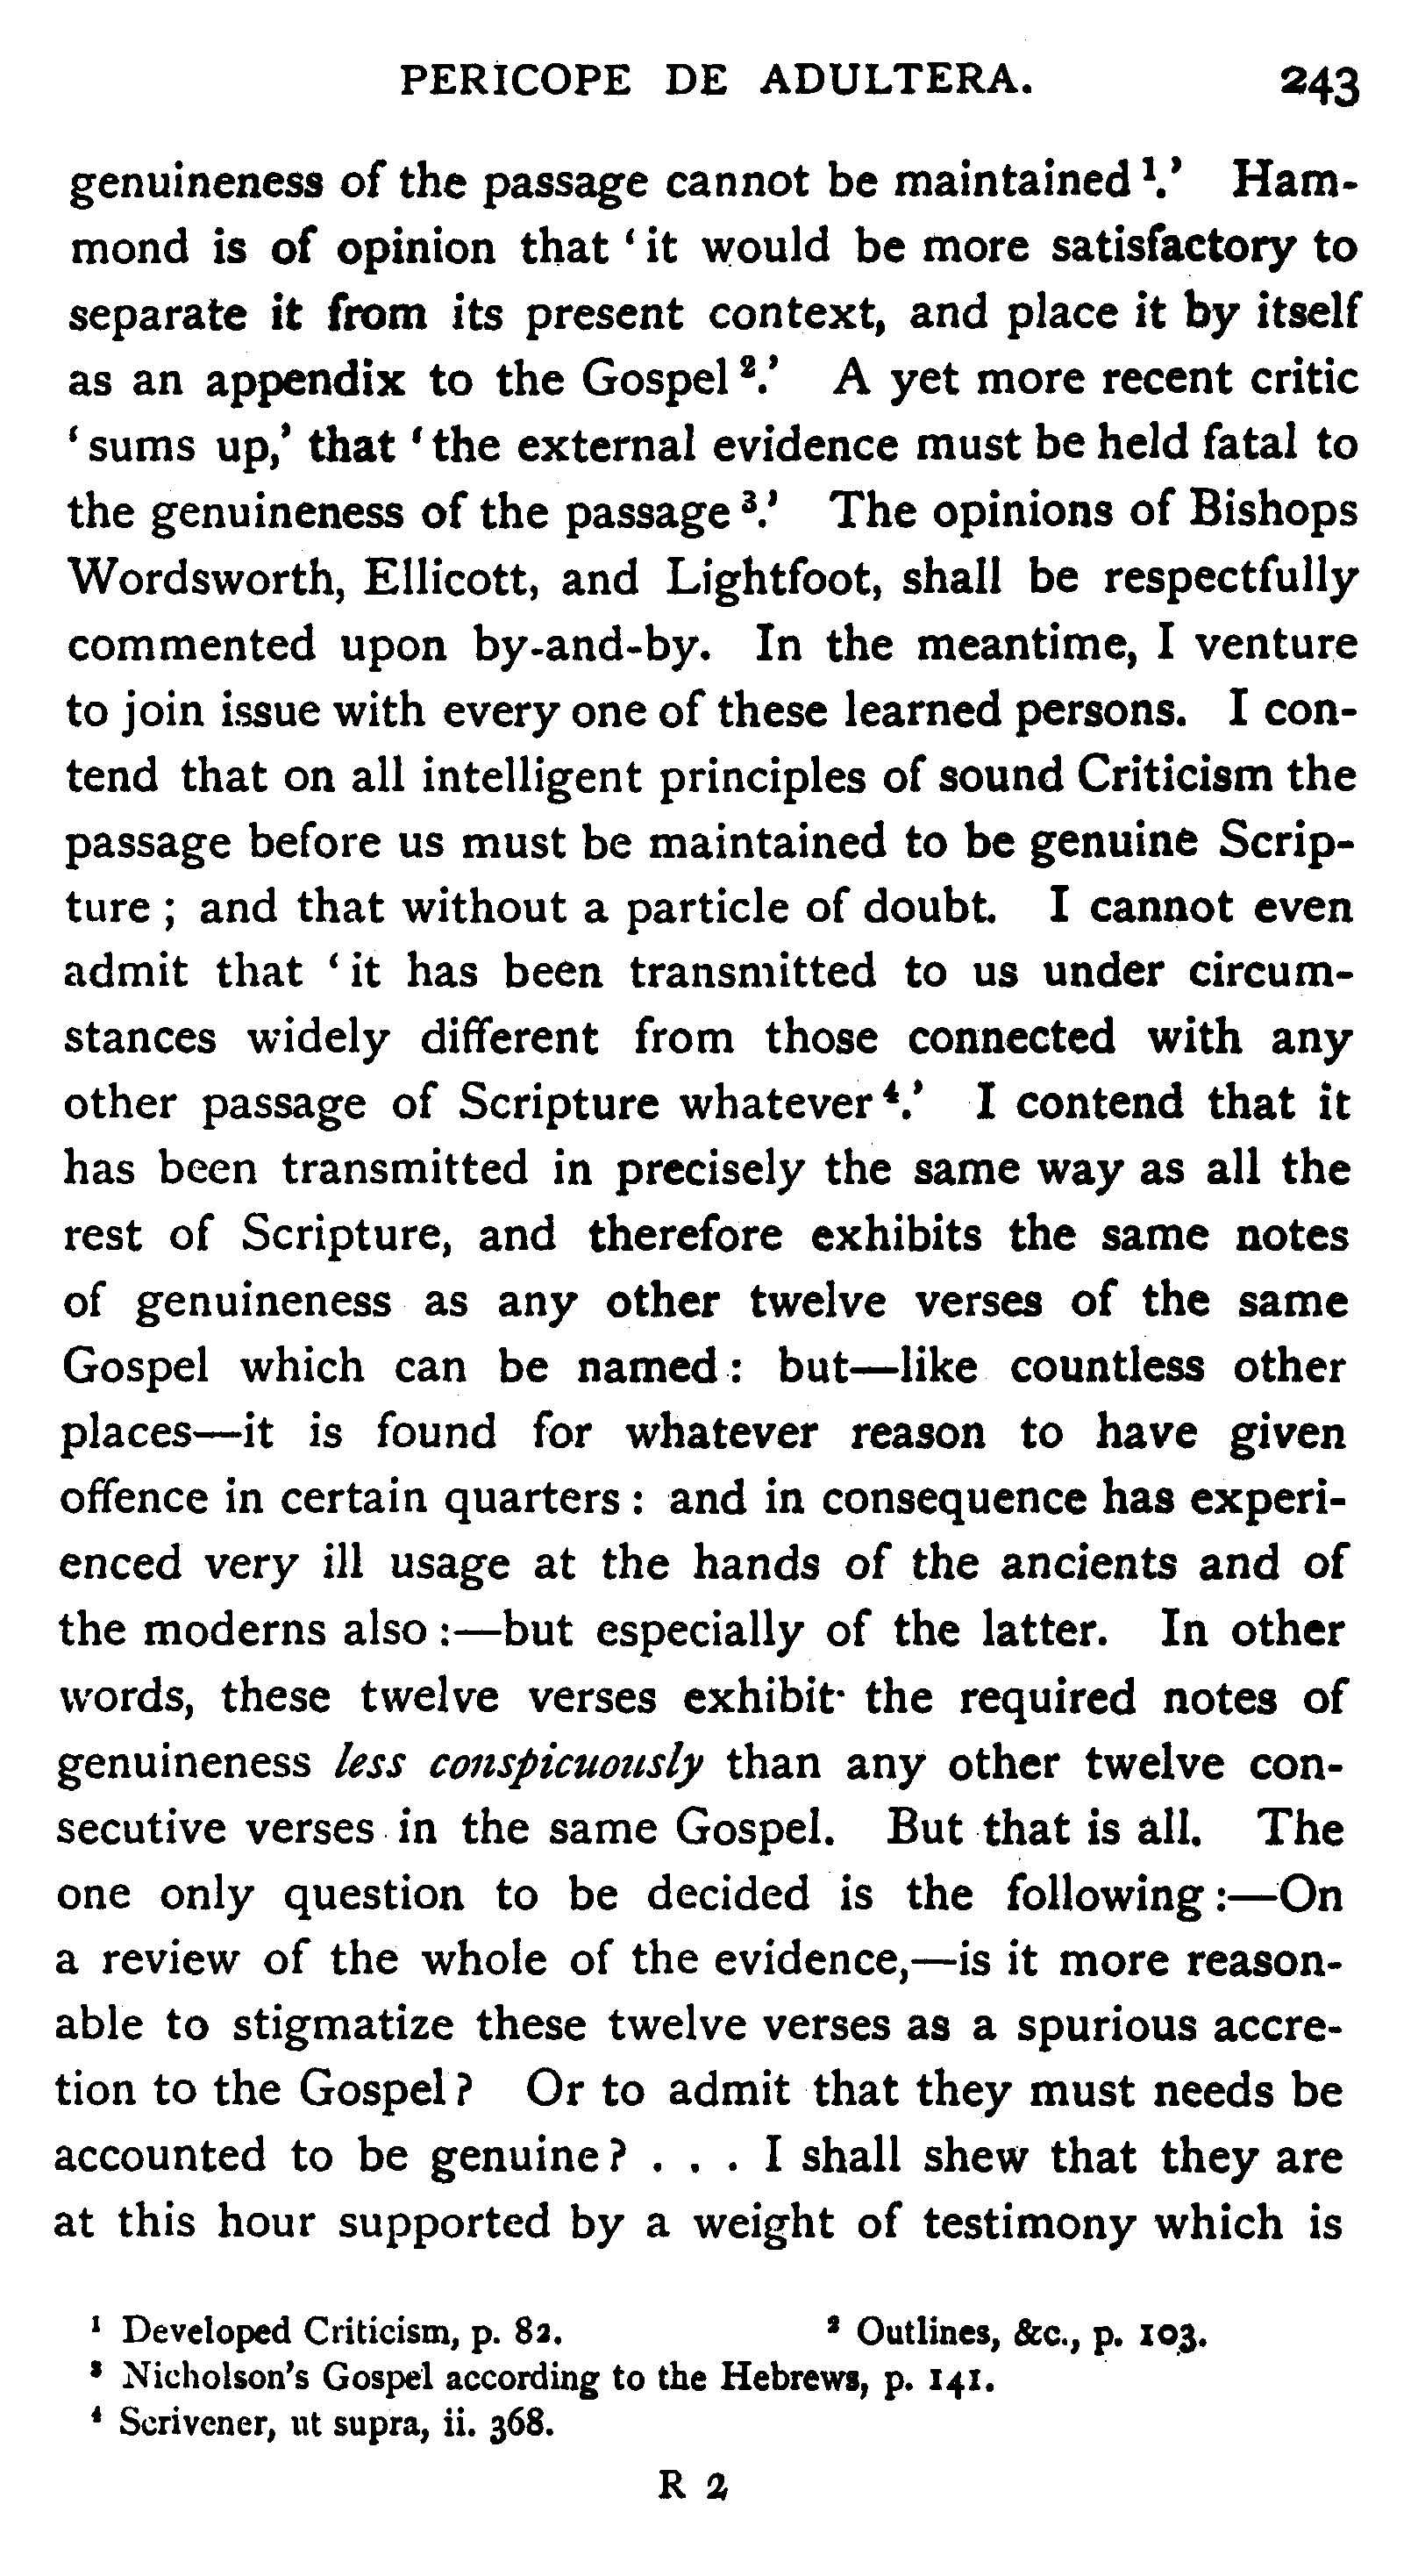 PERICOPE DE ADULTERA. 243
genuineness of the passage cannot be maintained ¹.’ Ham-
mond is of opinion that ‘it would be more satisfactory to
separate it from its present context, and place it by itself
as an appendix to the Gospel ².’ A yet more recent critic
‘sums up,’ that ‘the external evidence must be held fatal to
the genuineness of the passage ³.’ The opinions of Bishops
Wordsworth, Ellicott, and Lightfoot, shall be respectfully
commented upon by-and-by. In the meantime, I venture
to join issue with every one of these learned persons. I con-
tend that on all intelligent principles of sound Criticism the
passage before us must be maintained to be genuine Scrip-
ture ; and that without a particle of doubt. I cannot even
admit that ‘it has been transmitted to us under circum-
stances widely different from those connected with any
other passage of Scripture whatever ⁴.’ I contend that it
has been transmitted in precisely the same way as all the
rest of Scripture, and therefore exhibits the same notes
of genuineness as any other twelve verses of the same
Gospel which can be named : but—like countless other
places—it is found for whatever reason to have given
offence in certain quarters : and in consequence has experi-
enced very ill usage at the hands of the ancients and of
the moderns also :—but especially of the latter. In other
words, these twelve verses exhibit the required notes of
genuineness less conspicuously than any other twelve con-
secutive verses in the same Gospel. But that is all. The
one only question to be decided is the following :—On
a review of the whole of the evidence,—is it more reason-
able to stigmatize these twelve verses as a spurious accre-
tion to the Gospel ? Or to admit that they must needs be
accounted to be genuine ? . . . I shall shew that they are
at this hour supported by a weight of testimony which is
¹ Developed Criticism, p. 82. ² Outlines, &c., p. 103.
³ Nicholson’s Gospel according to the Hebrews, p. 141.
⁴ Scrivener, ut supra, ii. 368.
R 2